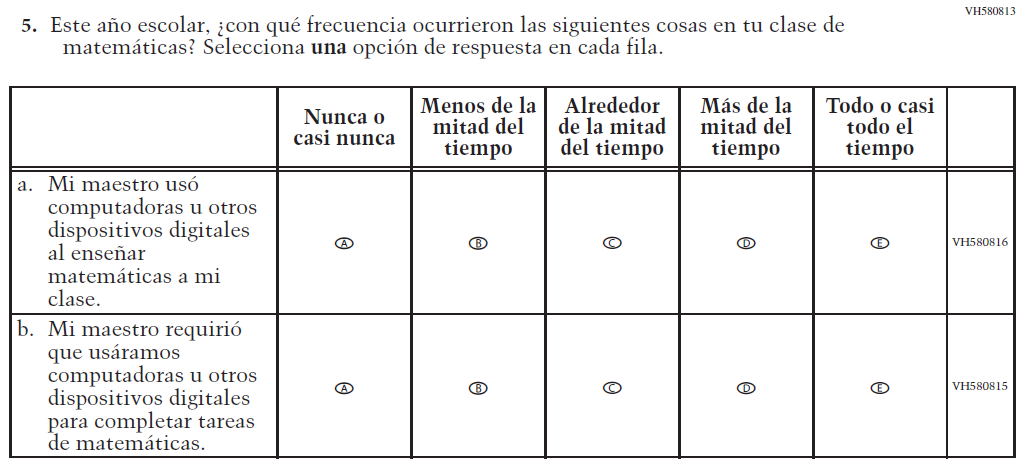 VH580813
5. Este año escolar, ¿con qué frecuencia ocurrieron las siguientes cosas en tu clase de
matemáticas? Selecciona una opción de respuesta en cada fila.
Nunca o
casi nunca
Menos de la
mitad del
tiempo
Alrededor
de la mitad
del tiempo
Más de la
mitad del
tiempo
Todo o casi
todo el
tiempo
a. Mi maestro usó
computadoras u otros
dispositivos digitales
al enseñar
matemáticas a mi
clase.
A B C D E VH580816
b. Mi maestro requirió
que usáramos
computadoras u otros
dispositivos digitales
para completar tareas
de matemáticas.
A B C D E VH580815